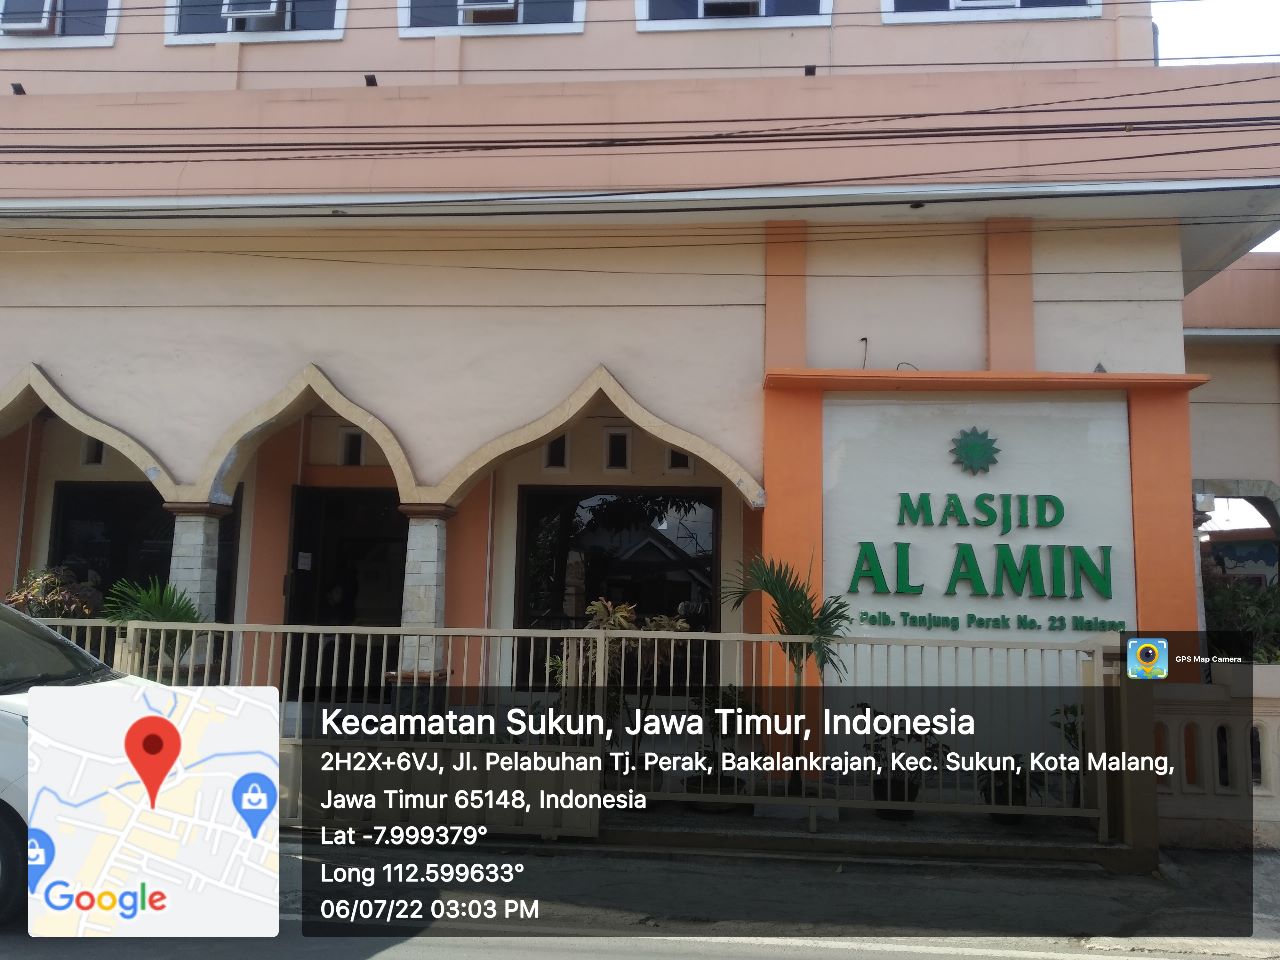 MASJID
AL AMIN
Pelb. Tanjung Perak No. 23 Malang
GPS Map Camera
Kecamatan Sukun, Jawa Timur, Indonesia
2H2X+6VJ, Jl. Pelabuhan Tj. Perak, Bakalankrajan, Kec. Sukun, Kota Malang,
Jawa Timur 65148, Indonesia
Lat -7.999379°
Long 112.599633°
06/07/22 03:03 PM
Google